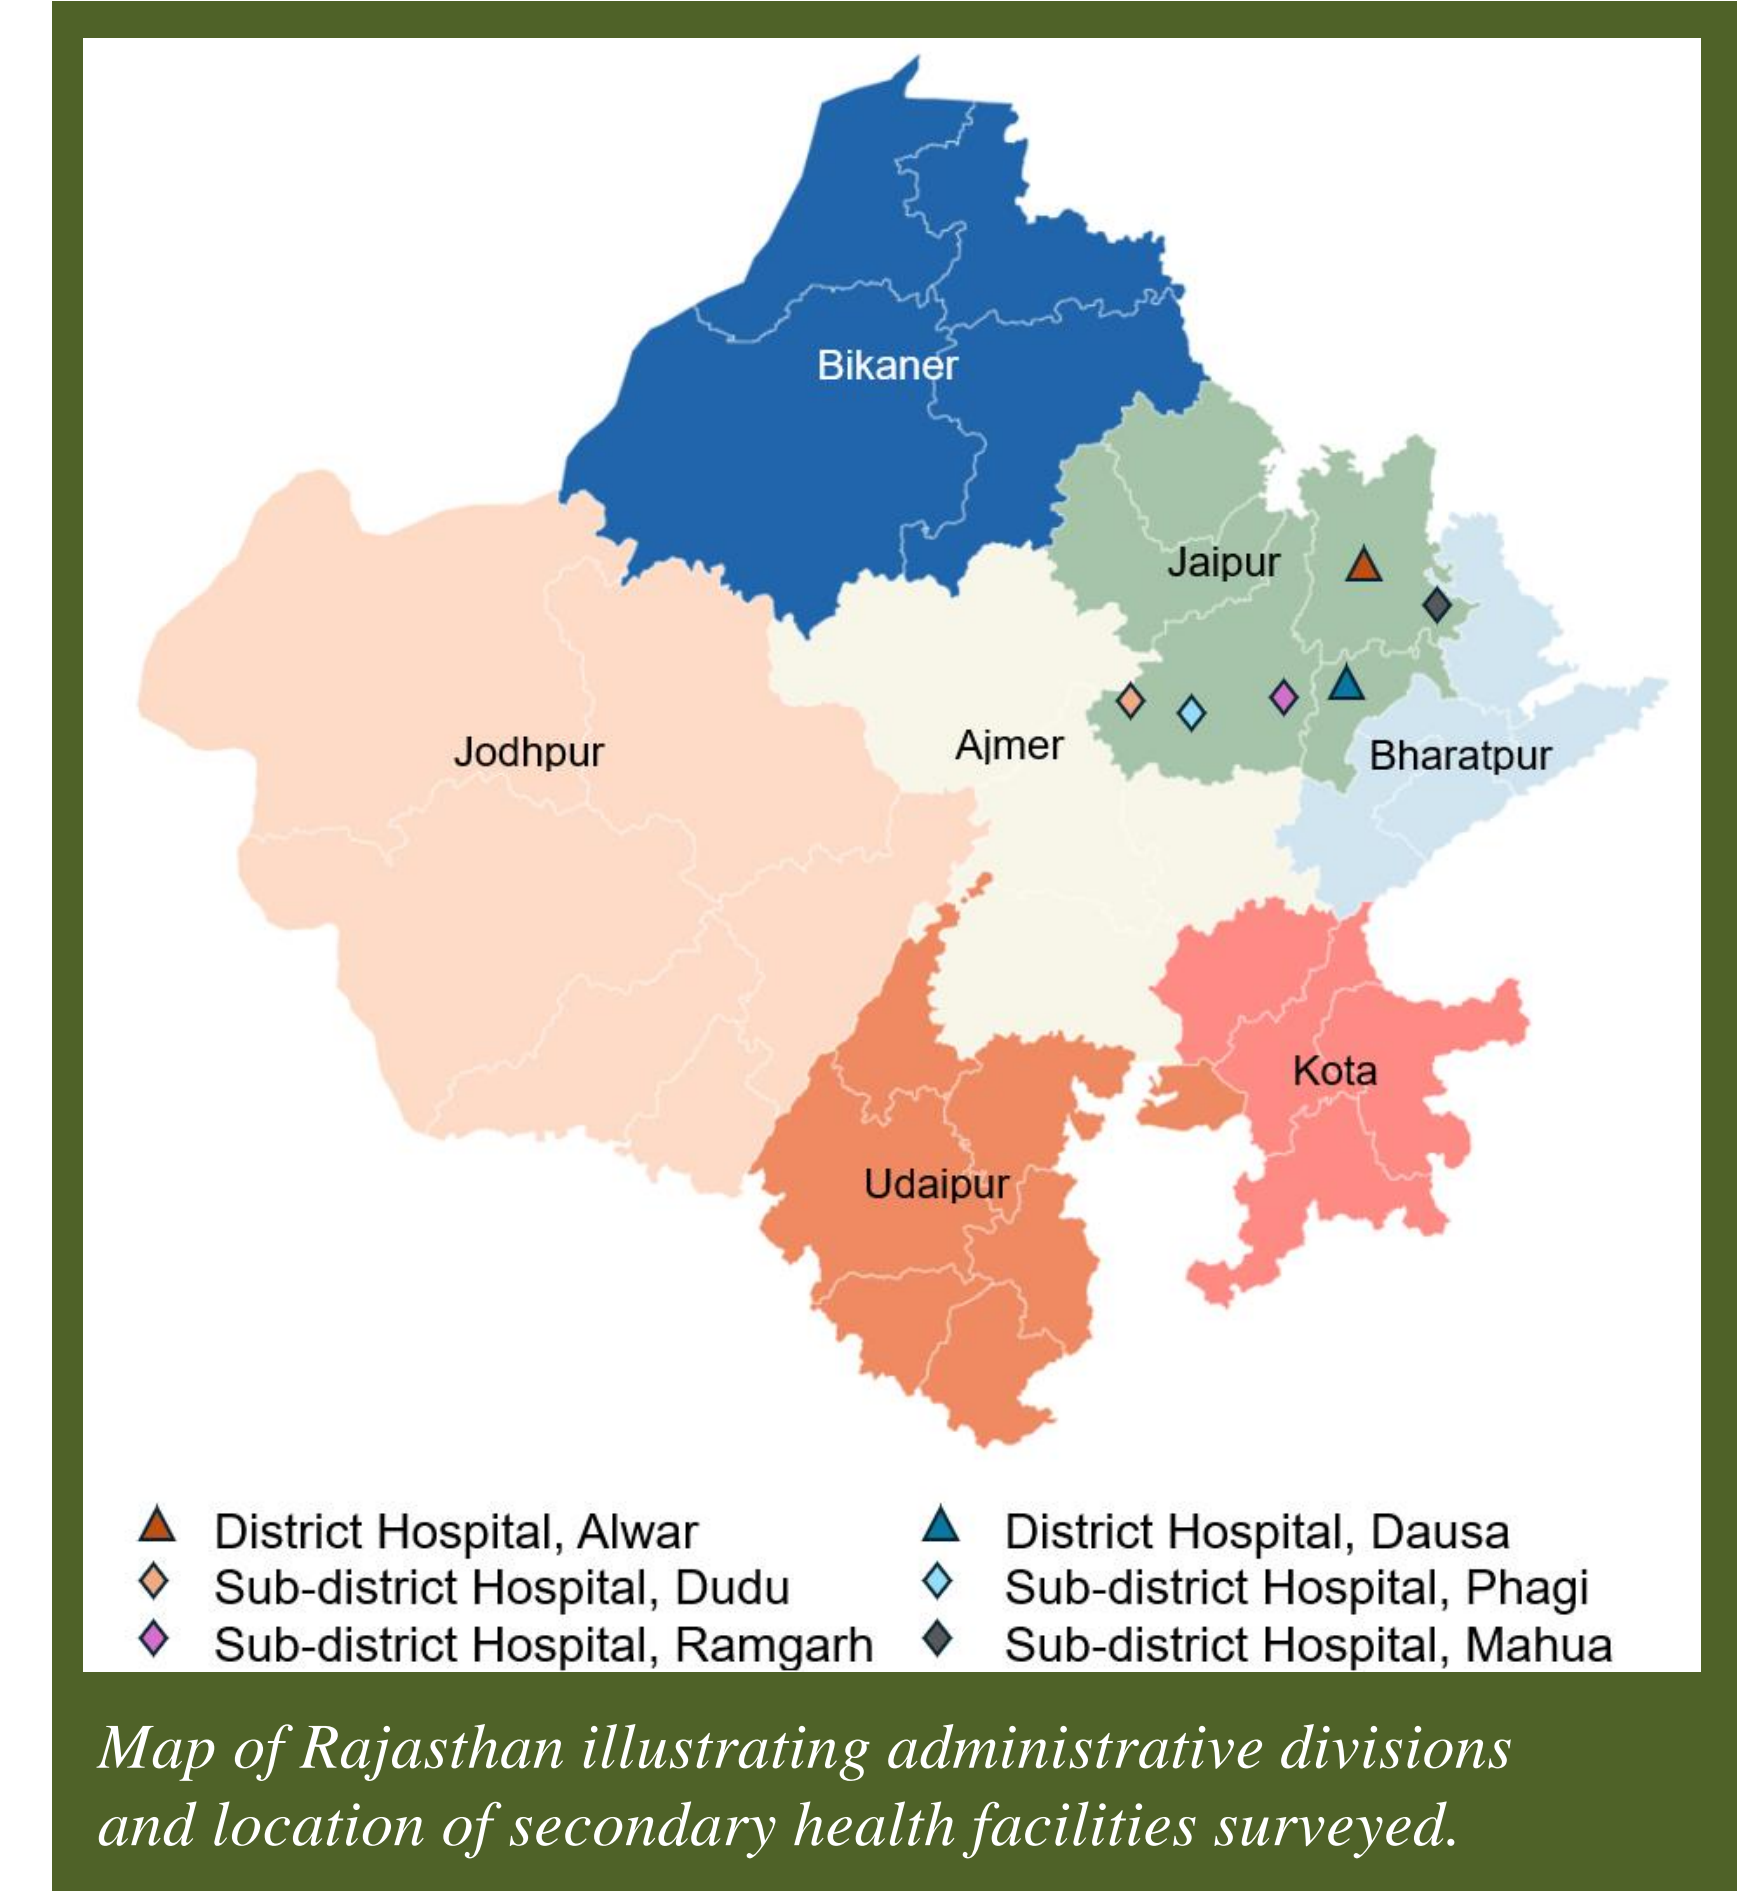 Bikaner
Jaipur
Jodhpur
Ajmer
Bharatpur
Kota
Udaipur
District Hospital, Alwar
District Hospital, Dausa
Sub-district Hospital, Dudu
Sub-district Hospital, Phagi
Sub-district Hospital, Ramgarh
Sub-district Hospital, Mahua
Map of Rajasthan illustrating administrative divisions
and location of secondary health facilities surveyed.